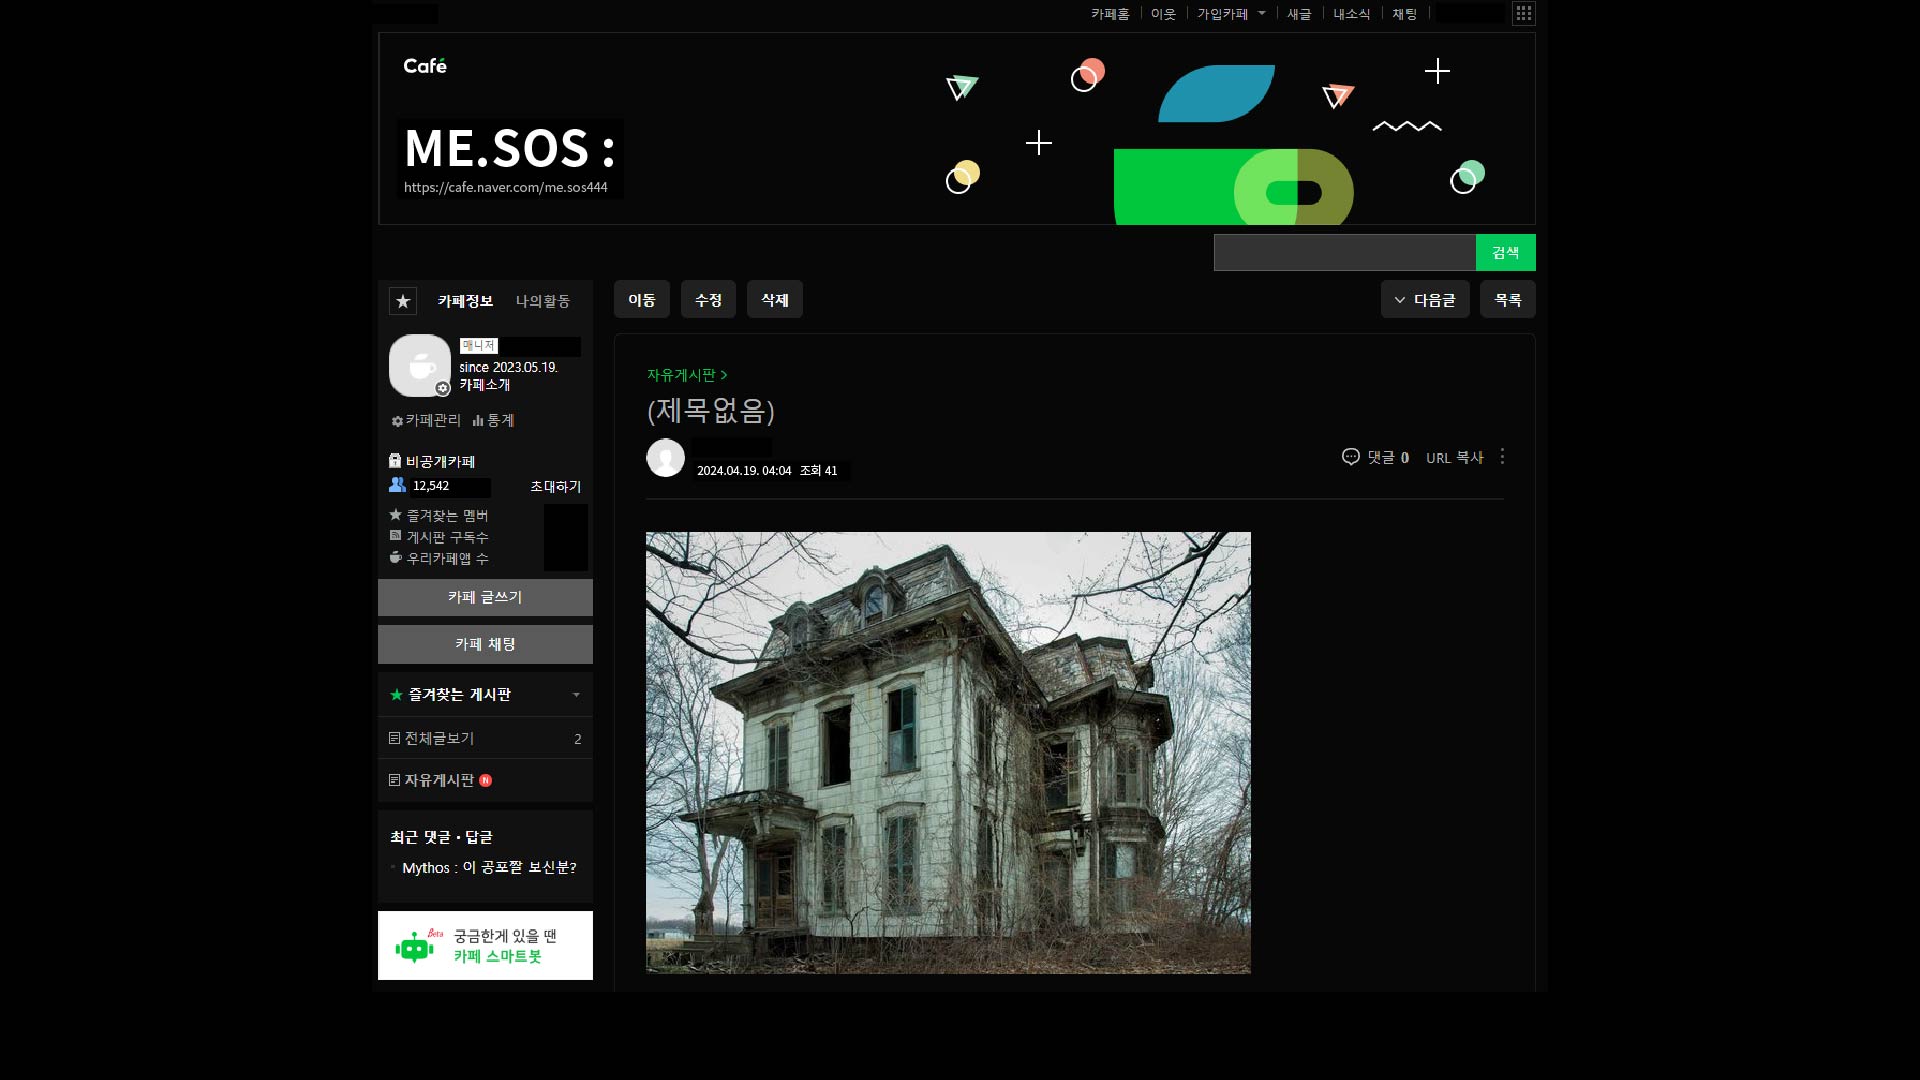 카페홈 이웃 가입카페 새글 내소식 채팅
Café
ME.SOS :
https://cafe.naver.com/me.sos444
검색
카페정보 나의활동
이동 수정 삭제
다음글 목록
매니저
since 2023.05.19.
카페소개
카페관리 통계
비공개카페
12,542 초대하기
즐겨찾는 멤버
게시판 구독수
우리카페앱 수
카페 글쓰기
카페 채팅
즐겨찾는 게시판
전체글보기 2
자유게시판 N
최근 댓글 · 답글
Mythos : 이 공포짤 보신분?
Beta
궁금한게 있을 땐
카페 스마트봇
자유게시판 >
(제목없음)
2024.04.19. 04:04 조회 41
댓글 0 URL 복사